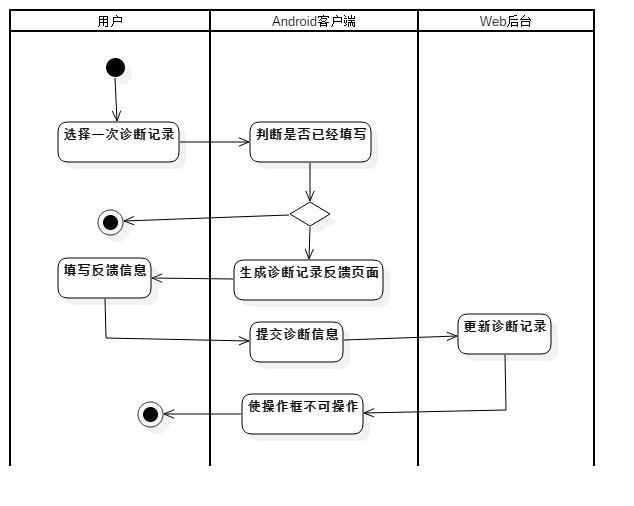 用户
Android客户端
Web后台
选择一次诊断记录
判断是否已经填写
填写反馈信息
生成诊断记录反馈页面
提交诊断信息
更新诊断记录
使操作框不可操作